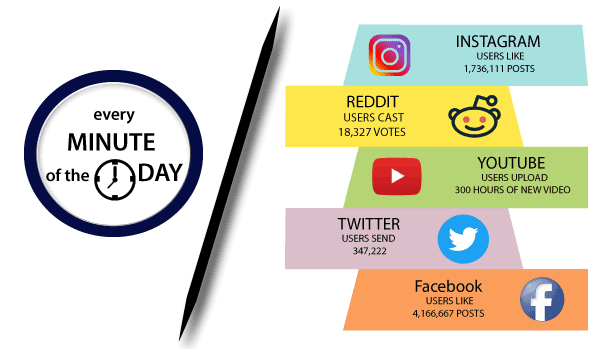 every
MINUTE
of the DAY
INSTAGRAM
USERS LIKE
1,736,111 POSTS
REDDIT
USERS CAST
18,327 VOTES
YOUTUBE
USERS UPLOAD
300 HOURS OF NEW VIDEO
TWITTER
USERS SEND
347,222
Facebook
USERS LIKE
4,166,667 POSTS